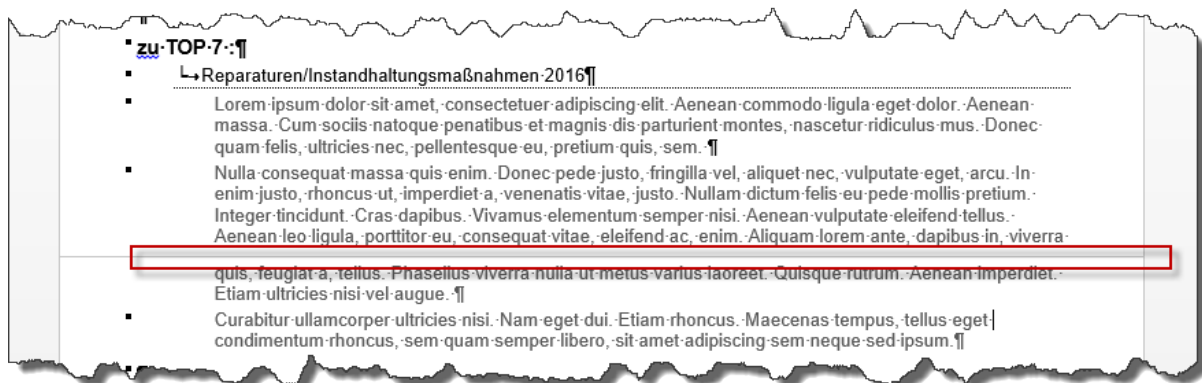 zu TOP 7 :¶
Reparaturen/Instandhaltungsmaßnahmen 2016¶
Lorem ipsum dolor sit amet, consectetuer adipiscing elit. Aenean commodo ligula eget dolor. Aenean
massa. Cum sociis natoque penatibus et magnis dis parturient montes, nascetur ridiculus mus. Donec
quam felis, ultricies nec, pellentesque eu, pretium quis, sem. ¶
Nulla consequat massa quis enim. Donec pede justo, fringilla vel, aliquet nec, vulputate eget, arcu. In
enim justo, rhoncus ut, imperdiet a, venenatis vitae, justo. Nullam dictum felis eu pede mollis pretium.
Integer tincidunt. Cras dapibus. Vivamus elementum semper nisi. Aenean vulputate eleifend tellus.
Aenean leo ligula, porttitor eu, consequat vitae, eleifend ac, enim. Aliquam lorem ante, dapibus in, viverra
quis, feugiat a, tellus. Phasellus viverra nulla ut metus varius laoreet. Quisque rutrum. Aenean imperdiet.
Etiam ultricies nisi vel augue. ¶
Curabitur ullamcorper ultricies nisi. Nam eget dui. Etiam rhoncus. Maecenas tempus, tellus eget
condimentum rhoncus, sem quam semper libero, sit amet adipiscing sem neque sed ipsum.¶